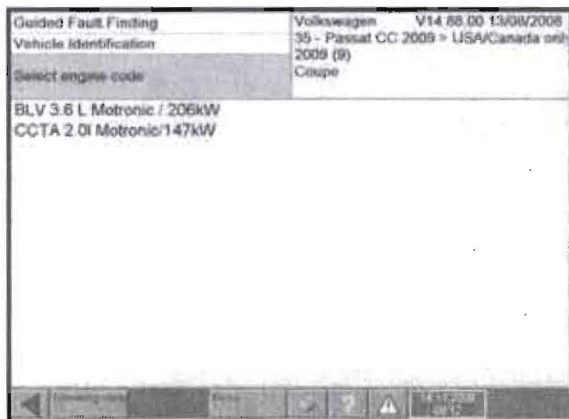 Guided Fault Finding
Vehicle Identification
Select engine code
Volkswagen V14.88.00 13/08/2008
35 - Passat CC 2009 > USA/Canada only
2009 (9)
Coupe
BLV 3.6 L Motronic / 206kW
CCTA 2.0l Motronic/147kW